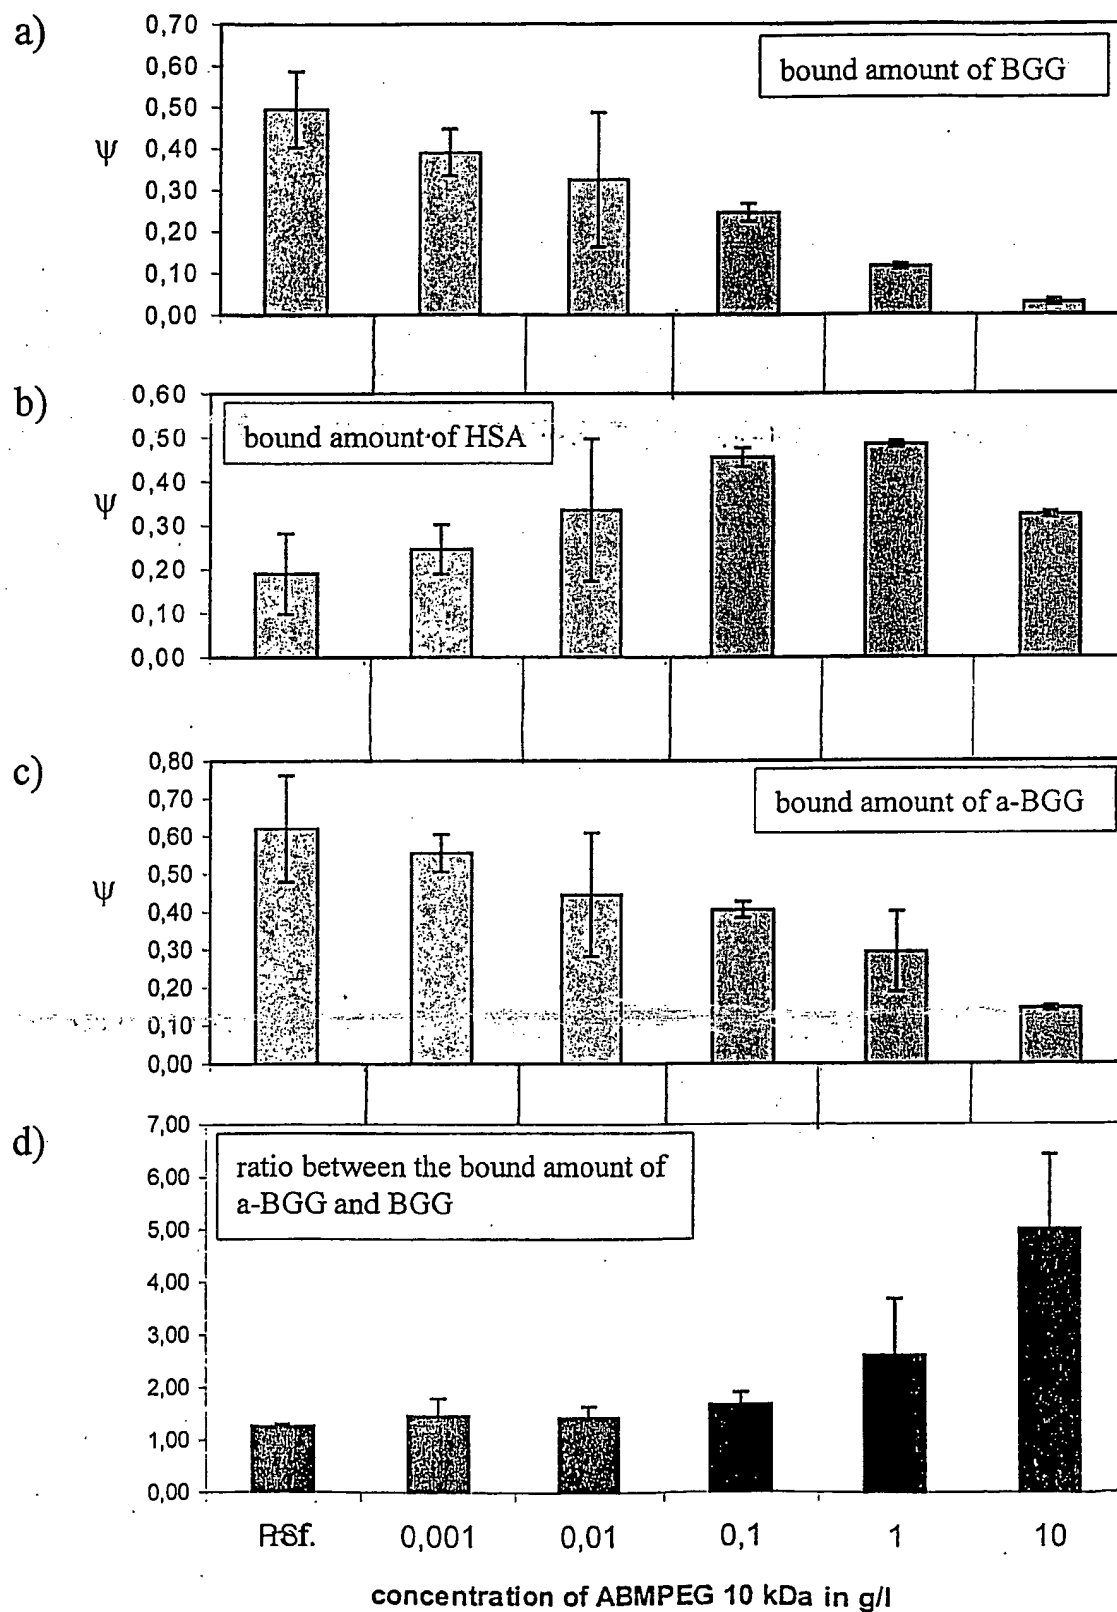 a)
0,70
0,60
0,50
0,40
0,30
0,20
0,10
0,00
ψ
bound amount of BGG
b)
0,60
0,50
0,40
0,30
0,20
0,10
0,00
ψ
bound amount of HSA
c)
0,80
0,70
0,60
0,50
0,40
0,30
0,20
0,10
0,00
ψ
bound amount of a-BGG
d)
7,00
6,00
5,00
4,00
3,00
2,00
1,00
0,00
ratio between the bound amount of
a-BGG and BGG
0,001 0,01 0,1 1 10
concentration of ABMPEG 10 kDa in g/l